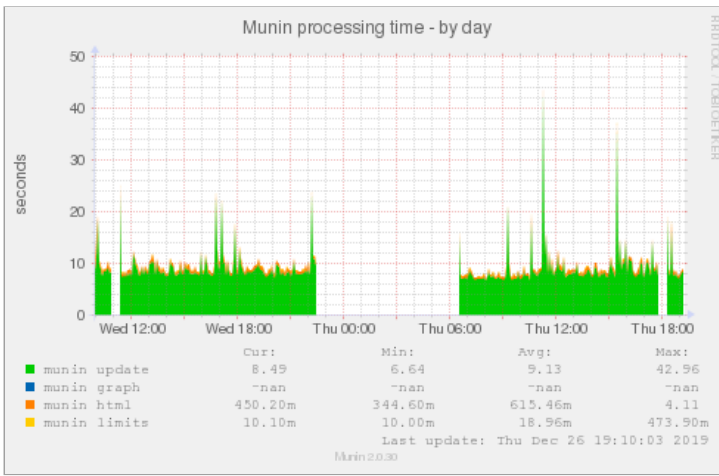 Munin processing time - by day
RRDTOOL / TOBI OETIKER
seconds
50
40
30
20
10
0
Wed 12:00 Wed 18:00 Thu 00:00 Thu 06:00 Thu 12:00 Thu 18:00
Cur: Min: Avg: Max:
munin update 8.49 6.64 9.13 42.96
munin graph -nan -nan -nan -nan
munin html 450.20m 344.60m 615.46m 4.11
munin limits 10.10m 10.00m 18.96m 473.90m
Last update: Thu Dec 26 19:10:03 2019
Munin 2.0.30